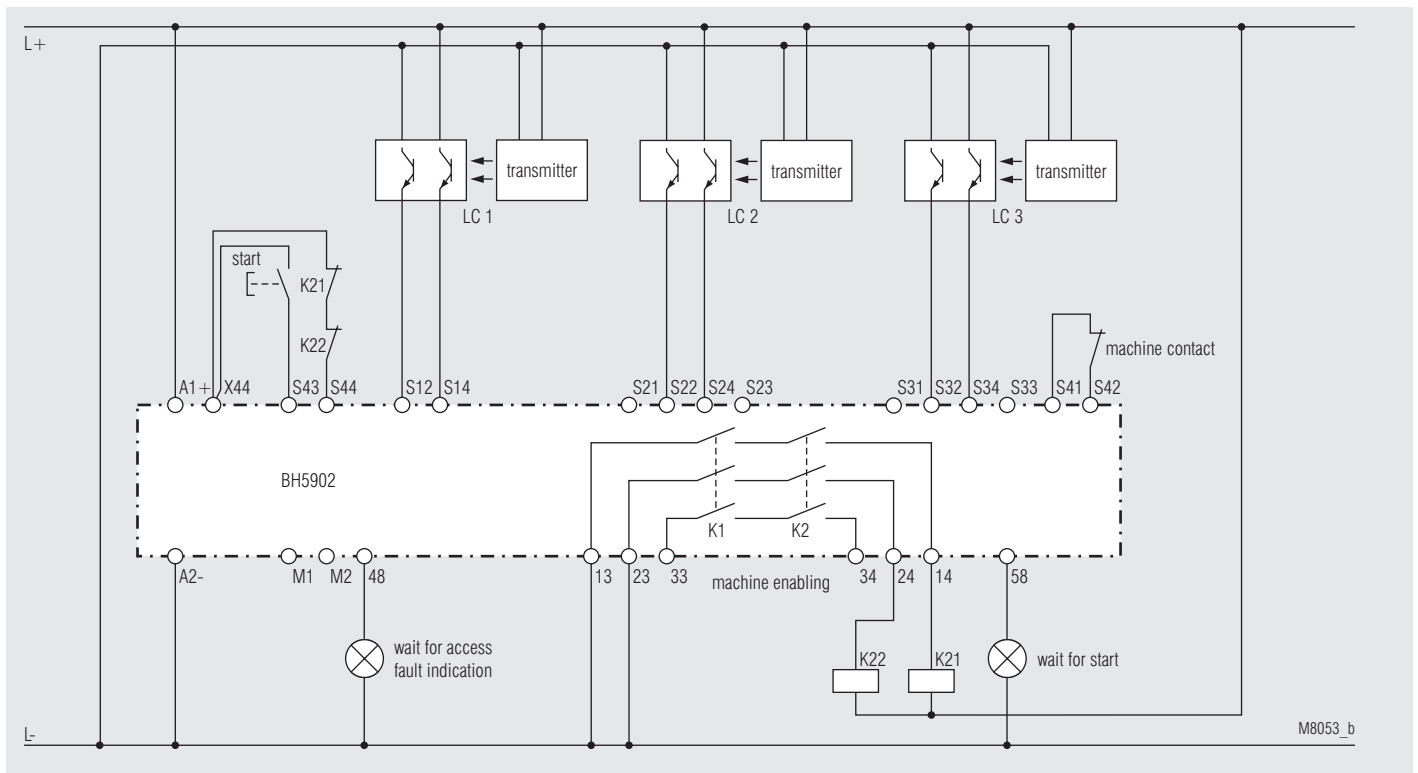 L+
transmitter
transmitter
transmitter
LC 1
LC 2
LC 3
start
K21
K22
machine contact
A1+
X44
S43
S44
S12
S14
S21
S22
S24
S23
S31
S32
S34
S33
S41
S42
BH5902
K1
K2
A2-
M1
M2
48
13
23
33
machine enabling
34
24
14
58
wait for access
fault indication
K22
K21
wait for start
L-
M8053_b